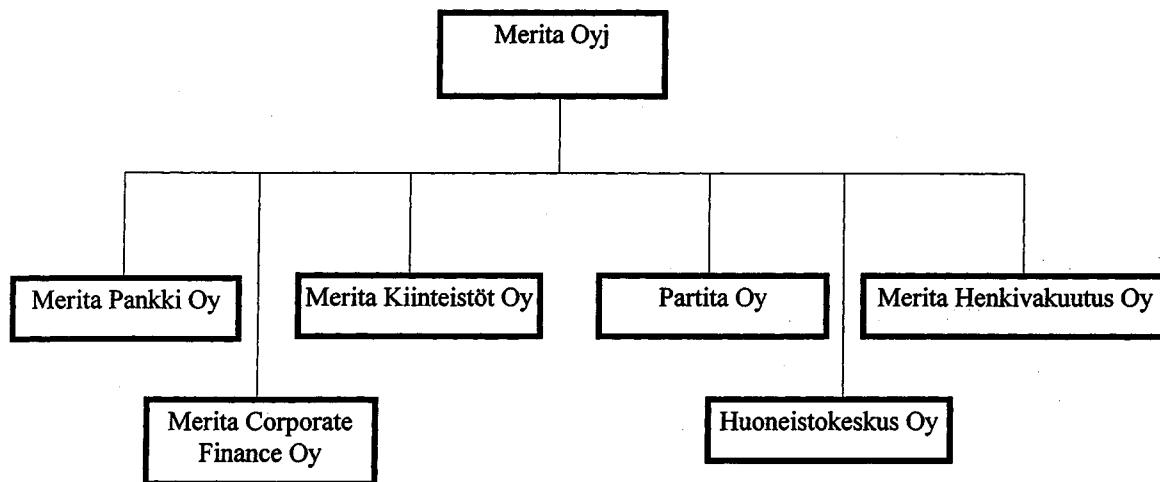 Merita Oyj
Merita Pankki Oy
Merita Kiinteistöt Oy
Partita Oy
Merita Henkivakuutus Oy
Merita Corporate
Finance Oy
Huoneistokeskus Oy